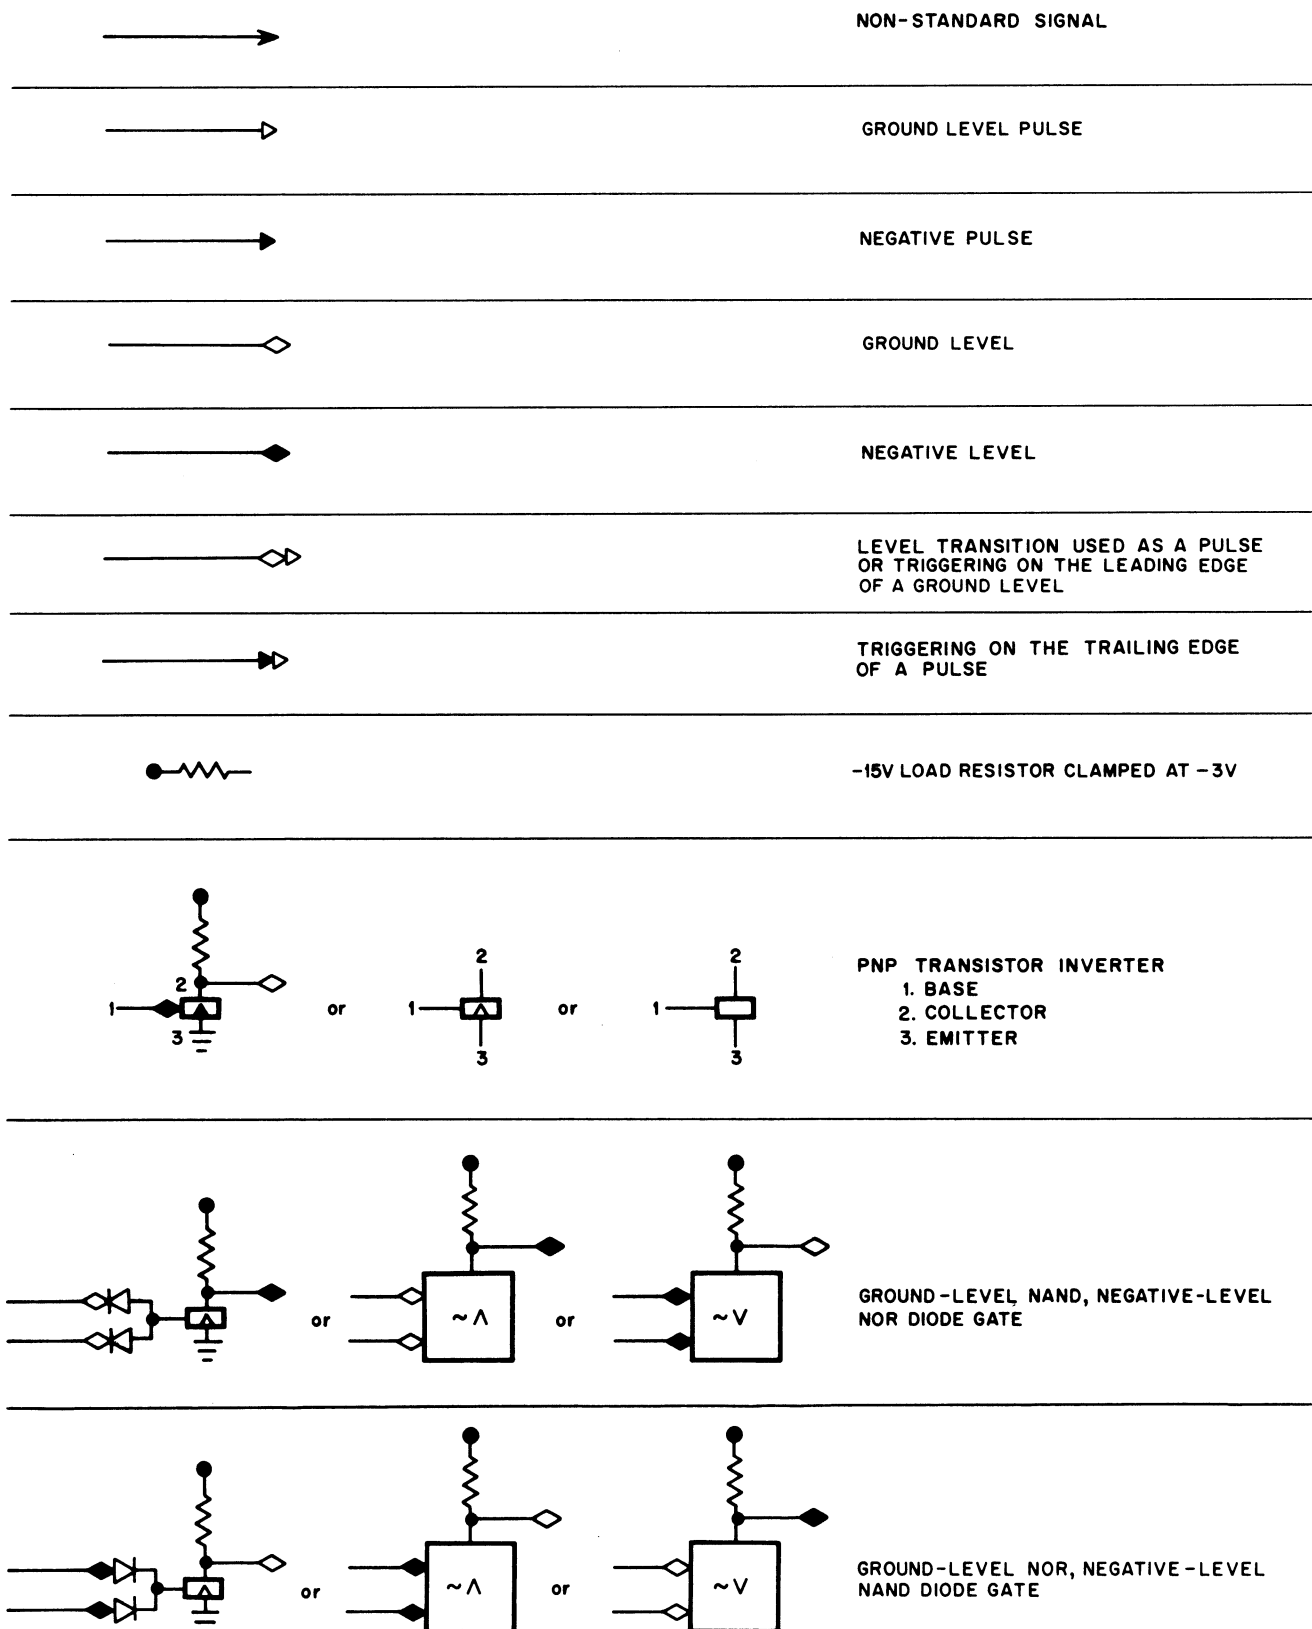 NON-STANDARD SIGNAL
GROUND LEVEL PULSE
NEGATIVE PULSE
GROUND LEVEL
NEGATIVE LEVEL
LEVEL TRANSITION USED AS A PULSE
OR TRIGGERING ON THE LEADING EDGE
OF A GROUND LEVEL
TRIGGERING ON THE TRAILING EDGE
OF A PULSE
-15V LOAD RESISTOR CLAMPED AT -3V
2
1
3
or
2
1
3
or
2
1
3
PNP TRANSISTOR INVERTER
1. BASE
2. COLLECTOR
3. EMITTER
or
~ Λ
or
~ V
GROUND-LEVEL NAND, NEGATIVE-LEVEL
NOR DIODE GATE
or
~ Λ
or
~ V
GROUND-LEVEL NOR, NEGATIVE-LEVEL
NAND DIODE GATE